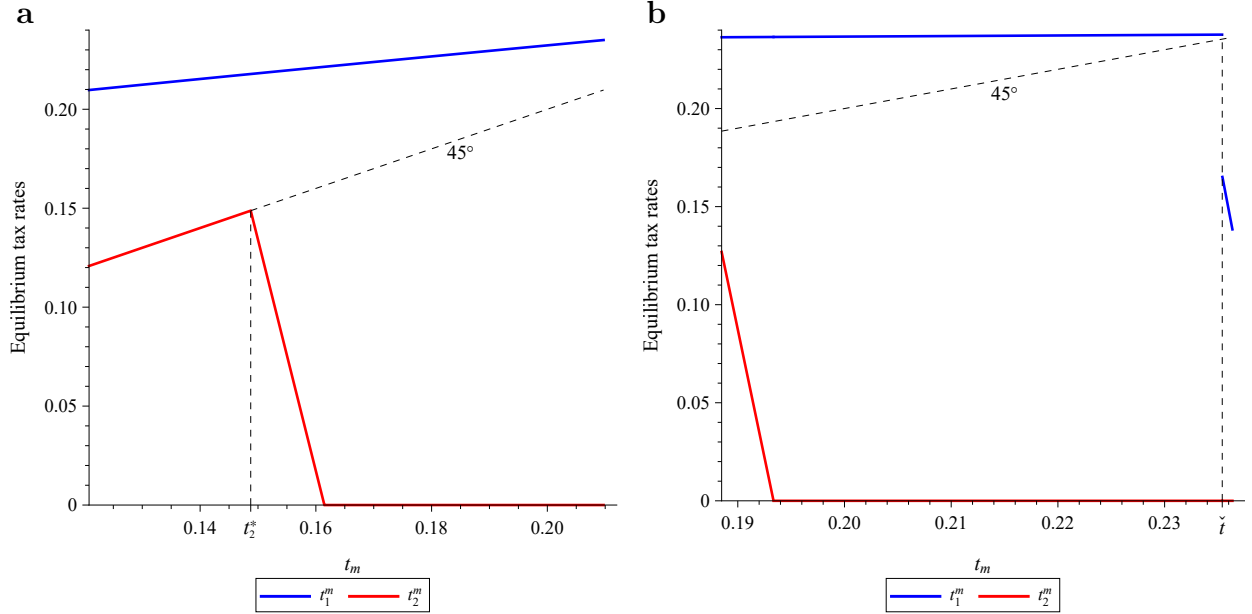 a
Equilibrium tax rates
0.20
0.15
0.10
0.05
0
45°
0.14
t₂*
0.16
0.18
0.20
tₘ
t₁ᵐ
t₂ᵐ
b
Equilibrium tax rates
0.20
0.15
0.10
0.05
0
45°
0.19
0.20
0.21
0.22
0.23
ť
tₘ
t₁ᵐ
t₂ᵐ